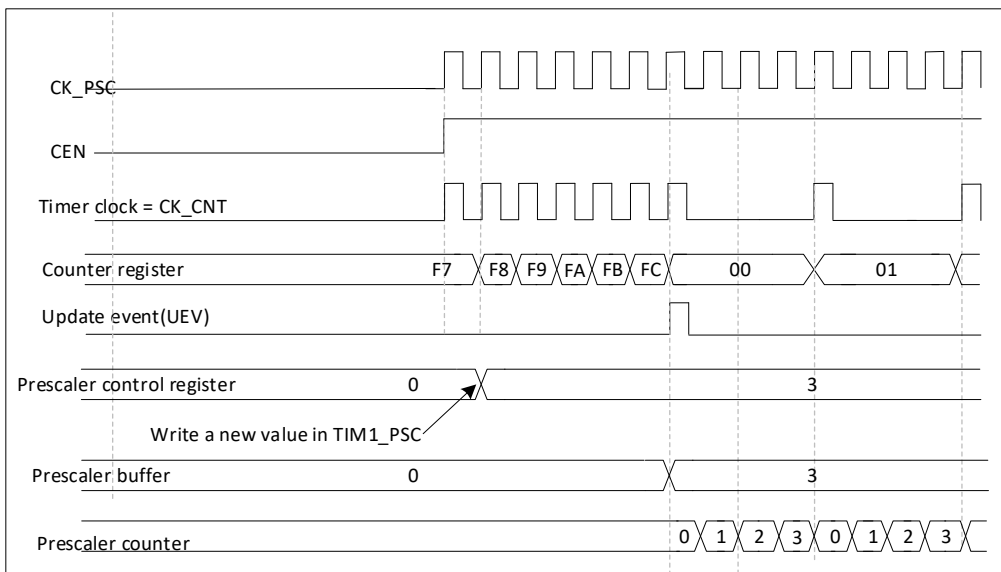 CK_PSC
CEN
Timer clock = CK_CNT
Counter register F7 F8 F9 FA FB FC 00 01
Update event(UEV)
Prescaler control register 0 3
Write a new value in TIM1_PSC
Prescaler buffer 0 3
Prescaler counter 0 1 2 3 0 1 2 3